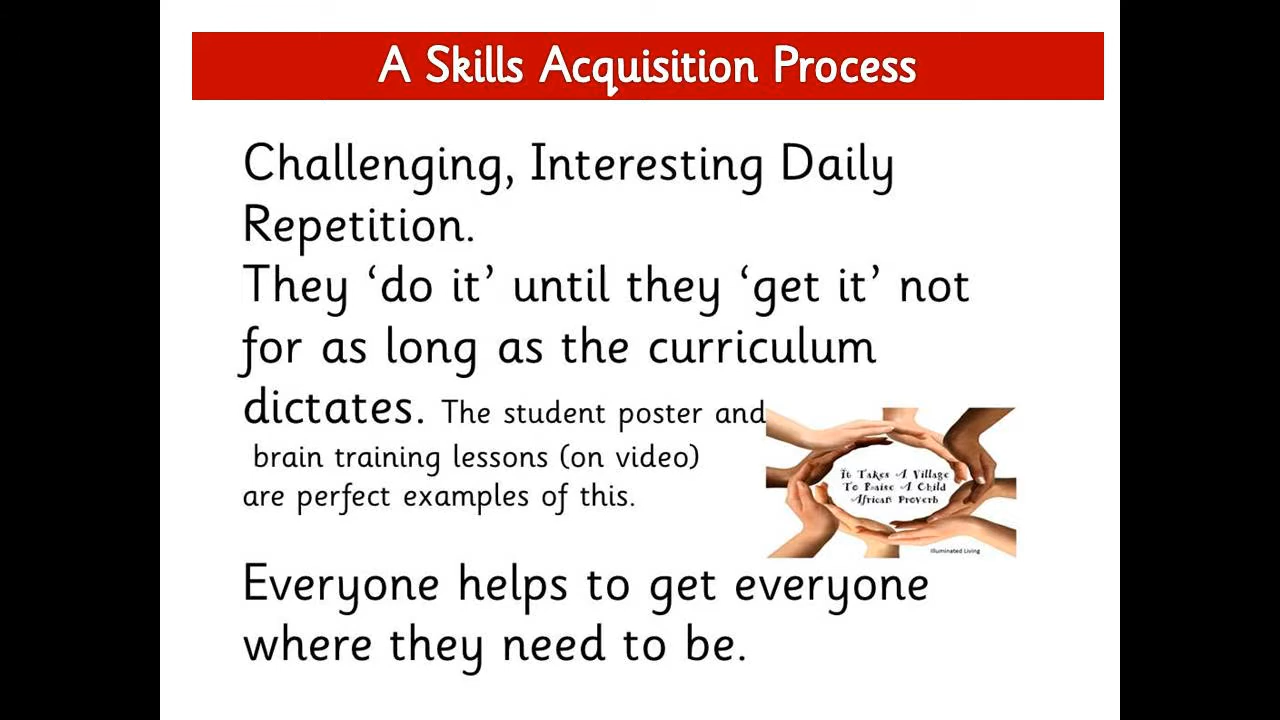 A Skills Acquisition Process
Challenging, Interesting Daily
Repetition.
They ‘do it’ until they ‘get it’ not
for as long as the curriculum
dictates. The student poster and
brain training lessons (on video)
are perfect examples of this.
It Takes A Village
To Raise A Child
African Proverb
Illuminated Living
Everyone helps to get everyone
where they need to be.